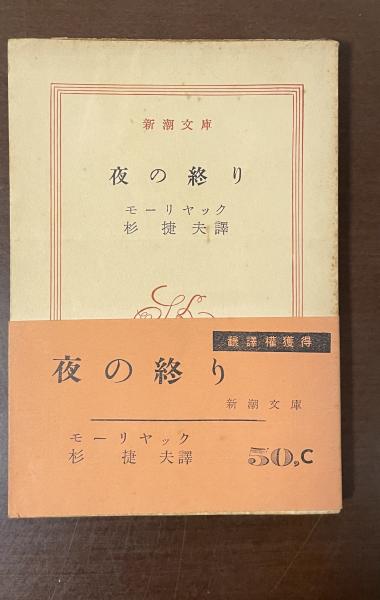 新潮文庫
夜の終り
モーリヤック
杉捷夫譯
飜譯權獲得
夜の終り
新潮文庫
モーリヤック
杉捷夫譯
50,C